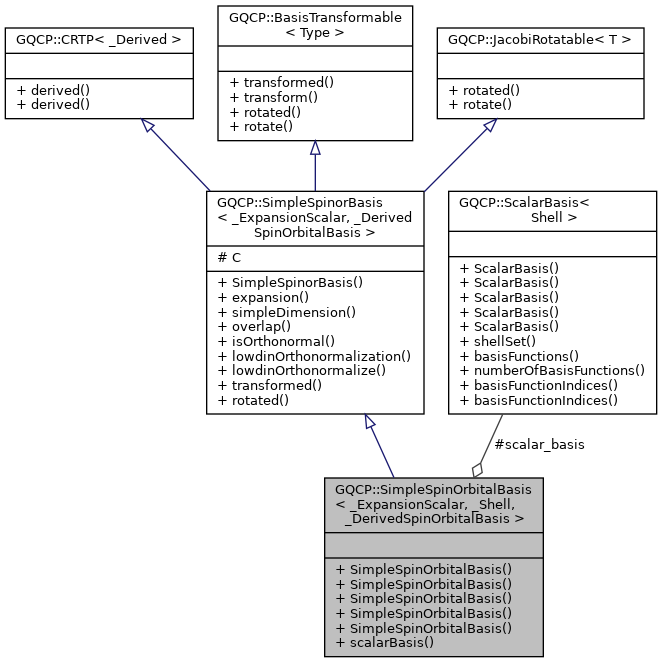 GQCP::CRTP< _Derived >
+ derived()
+ derived()
GQCP::BasisTransformable
< Type >
+ transformed()
+ transform()
+ rotated()
+ rotate()
GQCP::JacobiRotatable< T >
+ rotated()
+ rotate()
GQCP::SimpleSpinorBasis
< _ExpansionScalar, _Derived
SpinOrbitalBasis >
# C
+ SimpleSpinorBasis()
+ expansion()
+ simpleDimension()
+ overlap()
+ isOrthonormal()
+ lowdinOrthonormalization()
+ lowdinOrthonormalize()
+ transformed()
+ rotated()
GQCP::ScalarBasis<
Shell >
+ ScalarBasis()
+ ScalarBasis()
+ ScalarBasis()
+ ScalarBasis()
+ ScalarBasis()
+ shellSet()
+ basisFunctions()
+ numberOfBasisFunctions()
+ basisFunctionIndices()
+ basisFunctionIndices()
#scalar_basis
GQCP::SimpleSpinOrbitalBasis
< _ExpansionScalar, _Shell,
_DerivedSpinOrbitalBasis >
+ SimpleSpinOrbitalBasis()
+ SimpleSpinOrbitalBasis()
+ SimpleSpinOrbitalBasis()
+ SimpleSpinOrbitalBasis()
+ SimpleSpinOrbitalBasis()
+ scalarBasis()